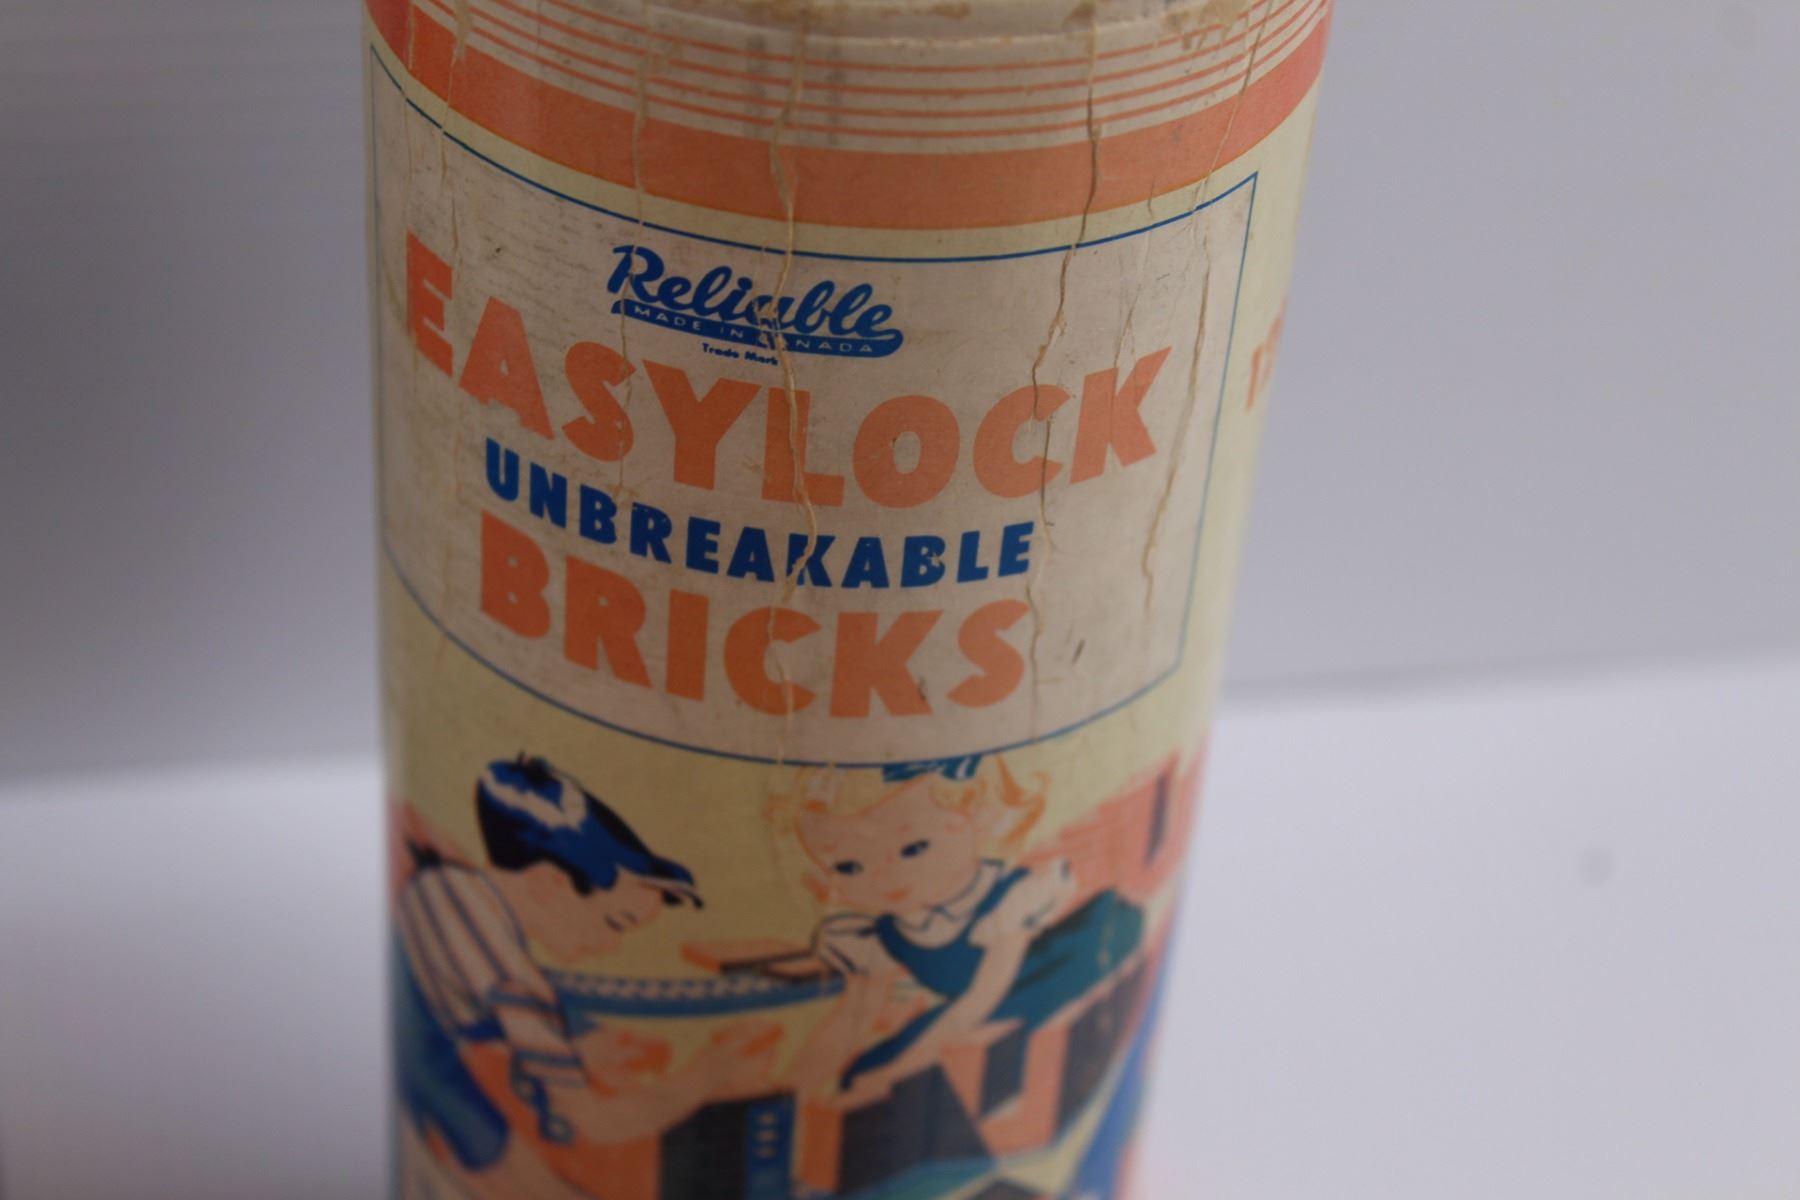 Reliable
MADE IN CANADA
Trade Mark
EASYLOCK
UNBREAKABLE
BRICKS